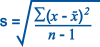 s = √(Σ(x - x̄)² / (n - 1))